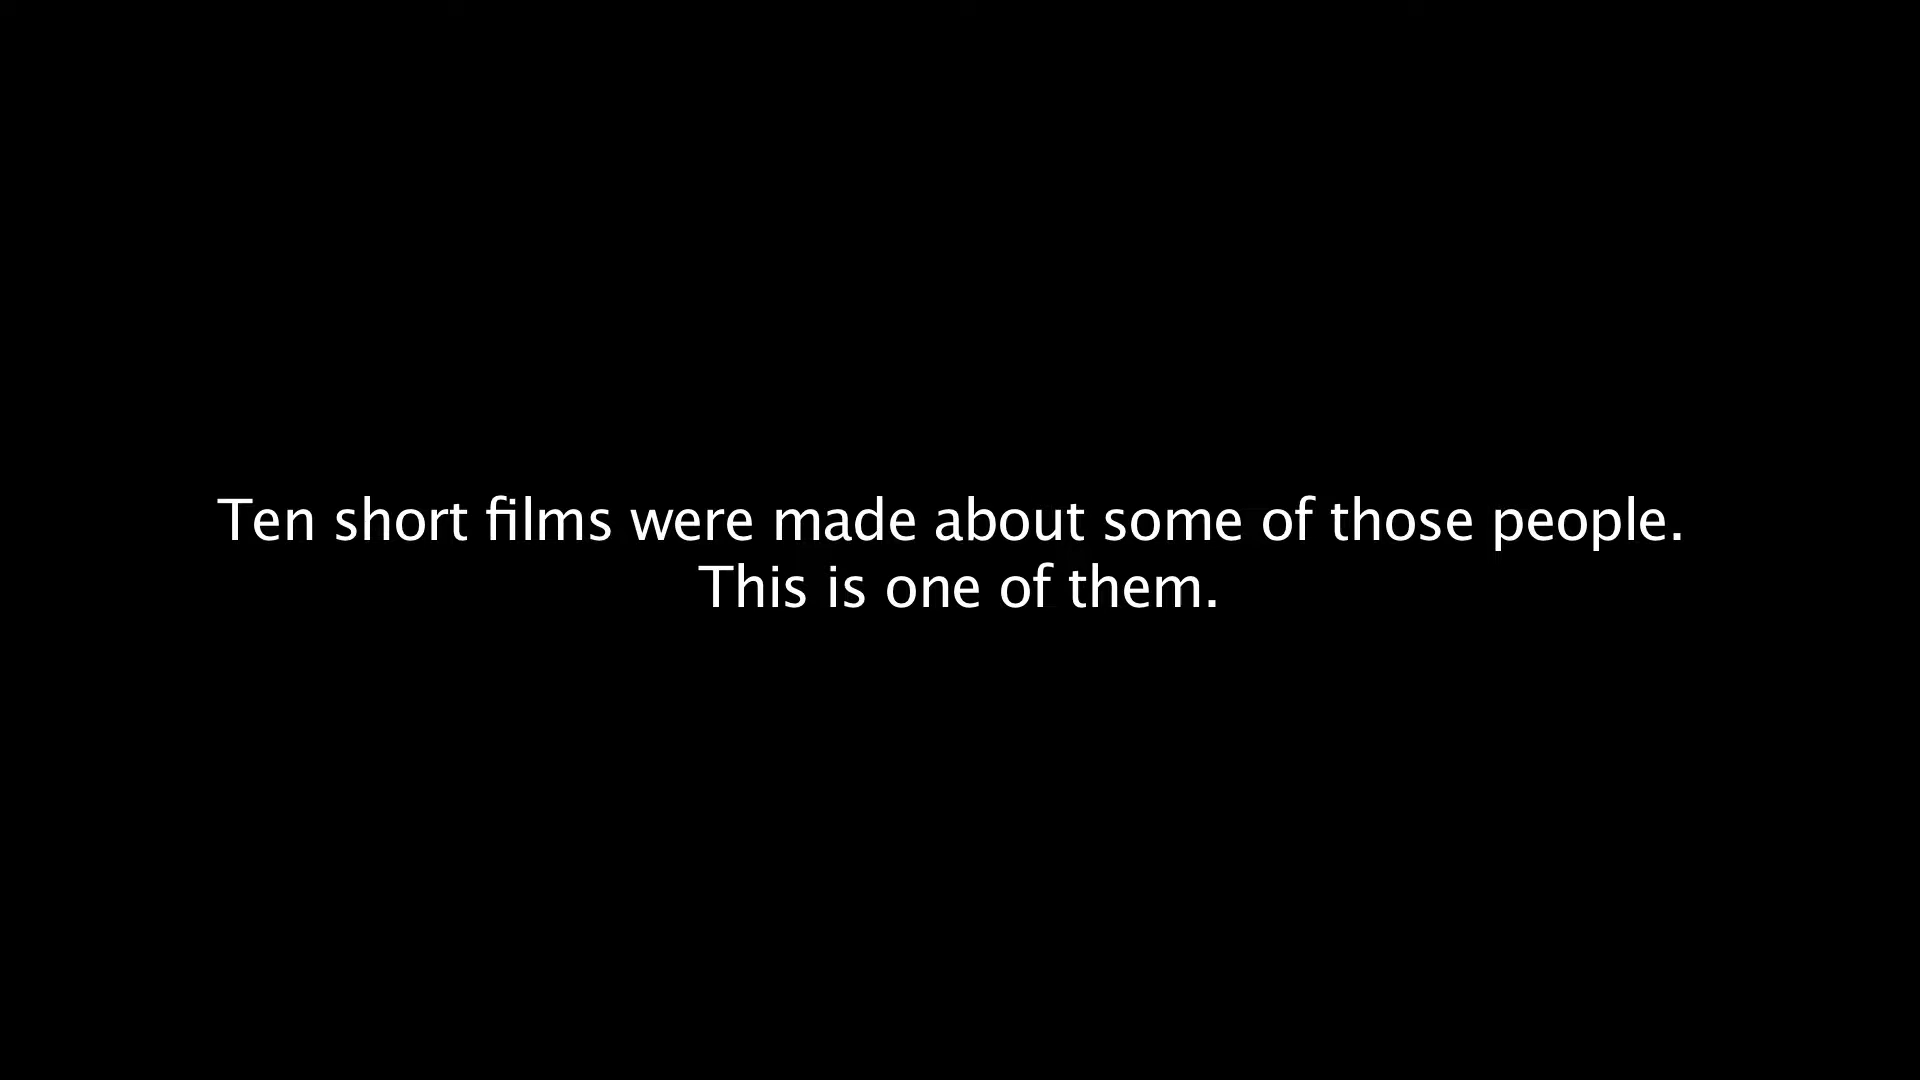 Ten short films were made about some of those people.
This is one of them.